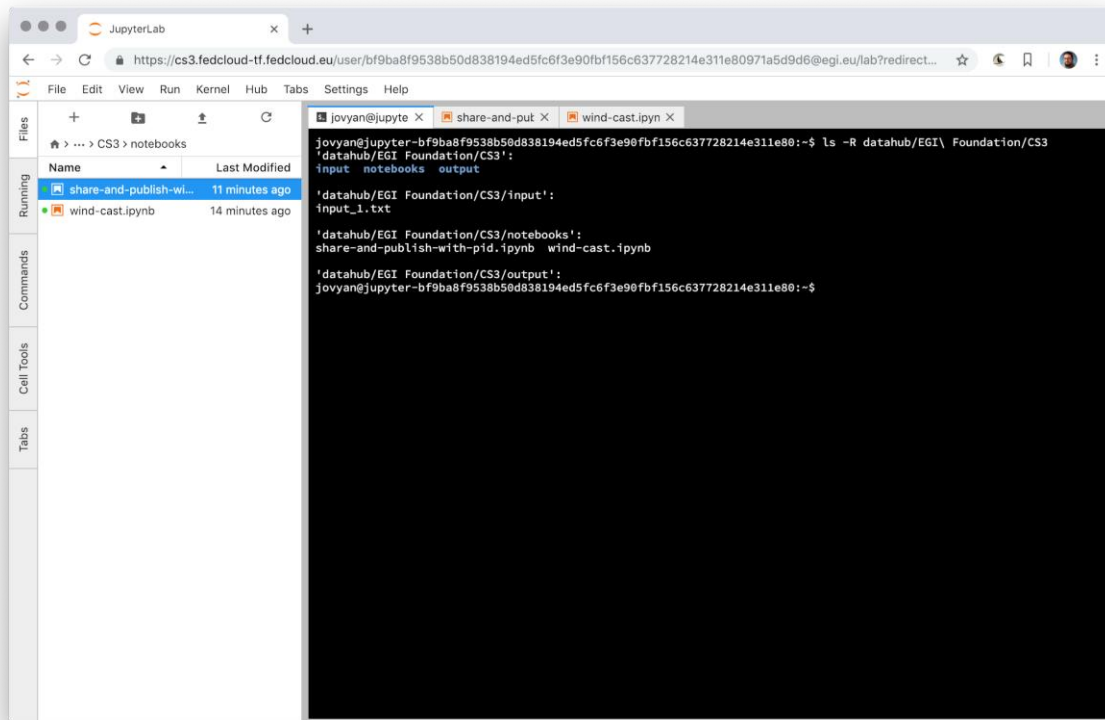 JupyterLab
https://cs3.fedcloud-tf.fedcloud.eu/user/bf9ba8f9538b50d838194ed5fc6f3e90fbf156c637728214e311e80971a5d9d6@egi.eu/lab?redirect...
File Edit View Run Kernel Hub Tabs Settings Help
Files
Running
Commands
Cell Tools
Tabs
... > CS3 > notebooks
Name Last Modified
share-and-publish-wi... 11 minutes ago
wind-cast.ipynb 14 minutes ago
jovyan@jupyte share-and-put wind-cast.ipyn
jovyan@jupyter-bf9ba8f9538b50d838194ed5fc6f3e90fbf156c637728214e311e80:~$ ls -R datahub/EGI\ Foundation/CS3
'datahub/EGI Foundation/CS3':
input notebooks output
'datahub/EGI Foundation/CS3/input':
input_1.txt
'datahub/EGI Foundation/CS3/notebooks':
share-and-publish-with-pid.ipynb wind-cast.ipynb
'datahub/EGI Foundation/CS3/output':
jovyan@jupyter-bf9ba8f9538b50d838194ed5fc6f3e90fbf156c637728214e311e80:~$